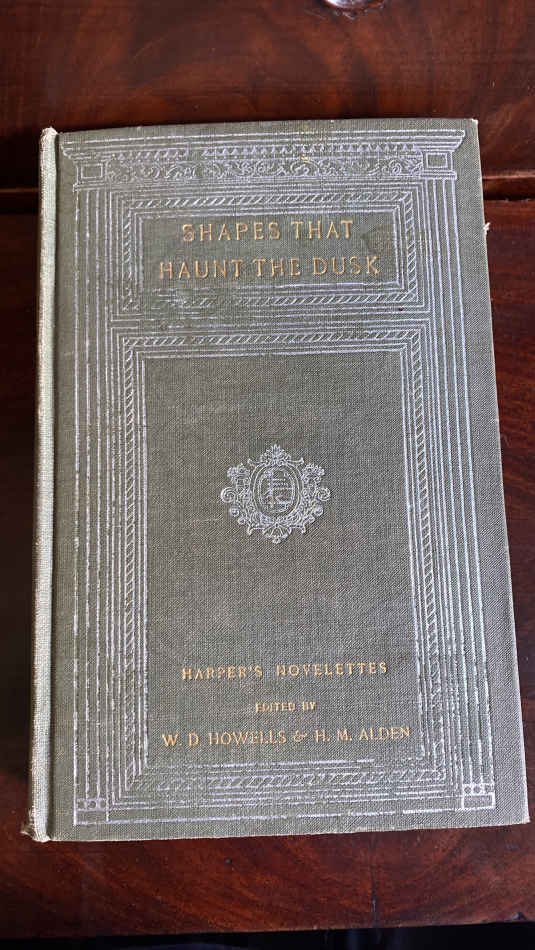 SHAPES THAT
HAUNT THE DUSK
HARPER'S NOVELETTES
EDITED BY
W. D. HOWELLS & H. M. ALDEN